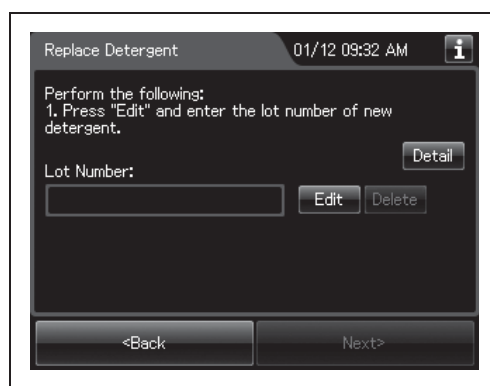 Replace Detergent 01/12 09:32 AM i
Perform the following:
1. Press "Edit" and enter the lot number of new
detergent.
Detail
Lot Number:
Edit Delete
<Back Next>